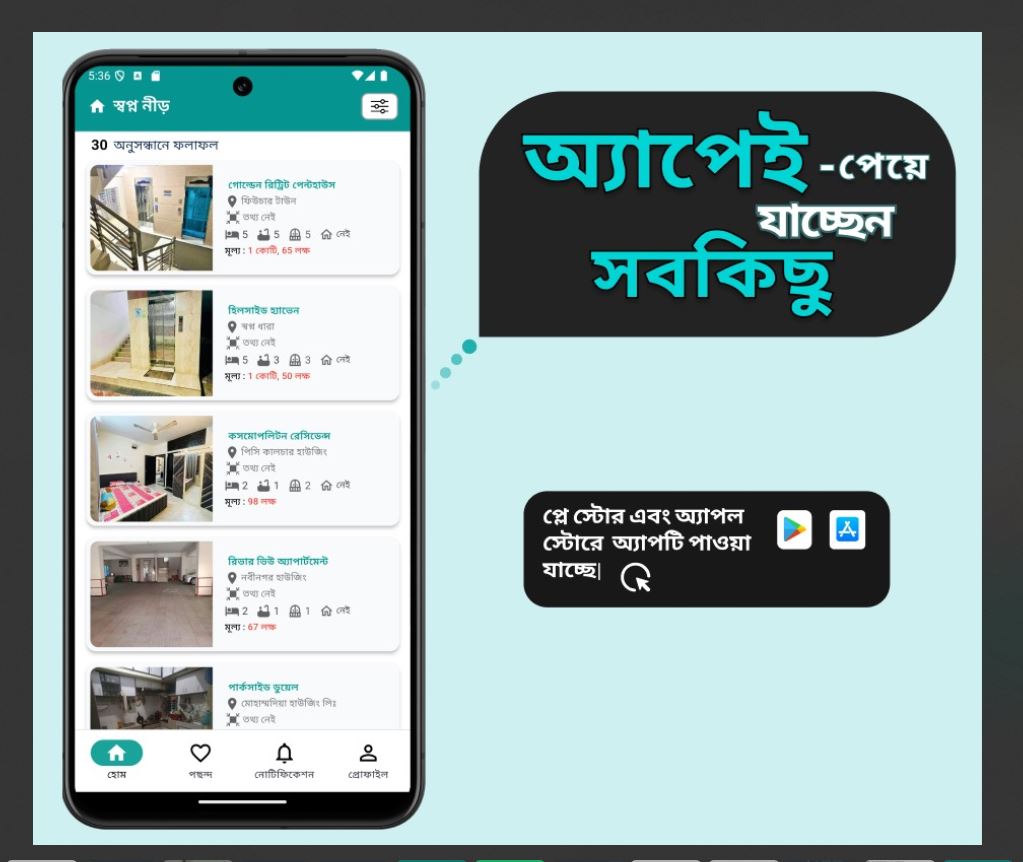 5:36
স্বপ্ন নীড়
30 অনুসন্ধানে ফলাফল
গোল্ডেন রিট্রিট পেন্টহাউস
ফিউচার টাউন
তথ্য নেই
5 5 5 নেই
মূল্য : 1 কোটি, 65 লক্ষ
হিলসাইড হ্যাভেন
স্বপ্ন ধারা
তথ্য নেই
5 3 3 নেই
মূল্য : 1 কোটি, 50 লক্ষ
কসমোপলিটন রেসিডেন্স
পিসি কালচার হাউজিং
তথ্য নেই
2 1 2 নেই
মূল্য : 98 লক্ষ
রিভার ভিউ অ্যাপার্টমেন্ট
নবীনগর হাউজিং
তথ্য নেই
2 1 1 নেই
মূল্য : 67 লক্ষ
পার্কসাইড ডুয়েল
মোহাম্মদিয়া হাউজিং লিঃ
তথ্য নেই
হোম পছন্দ নোটিফিকেশন প্রোফাইল
অ্যাপেই -পেয়ে
যাচ্ছেন
সবকিছু
প্লে স্টোর এবং অ্যাপল
স্টোরে অ্যাপটি পাওয়া
যাচ্ছে|